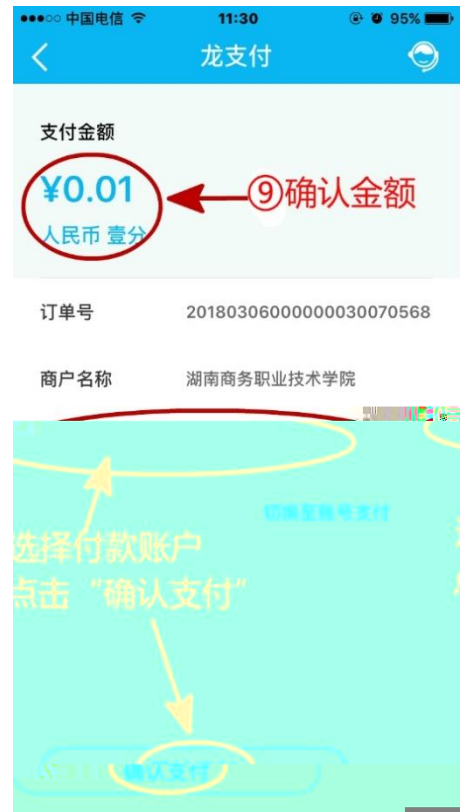 中国电信 11:30 95%
龙支付
支付金额
¥0.01
⑨确认金额
人民币 壹分
订单号 20180306000000030070568
商户名称 湖南商务职业技术学院
切换至账号支付
选择付款账户
点击“确认支付”
确认支付